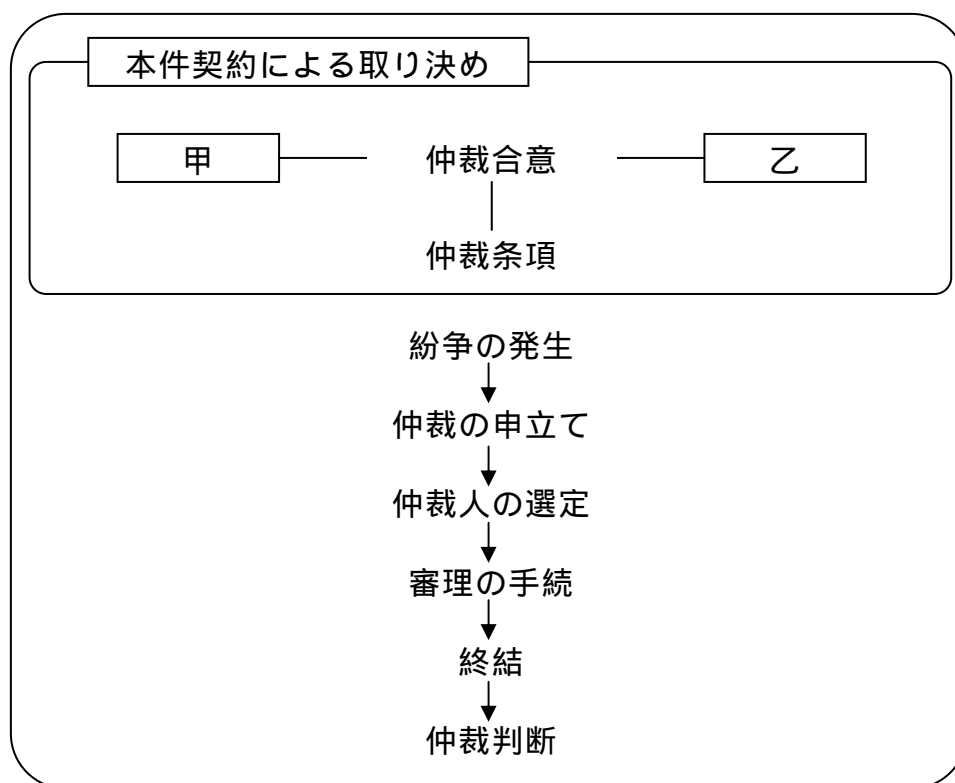 本件契約による取り決め
甲 仲裁合意 乙
仲裁条項
紛争の発生
仲裁の申立て
仲裁人の選定
審理の手続
終結
仲裁判断